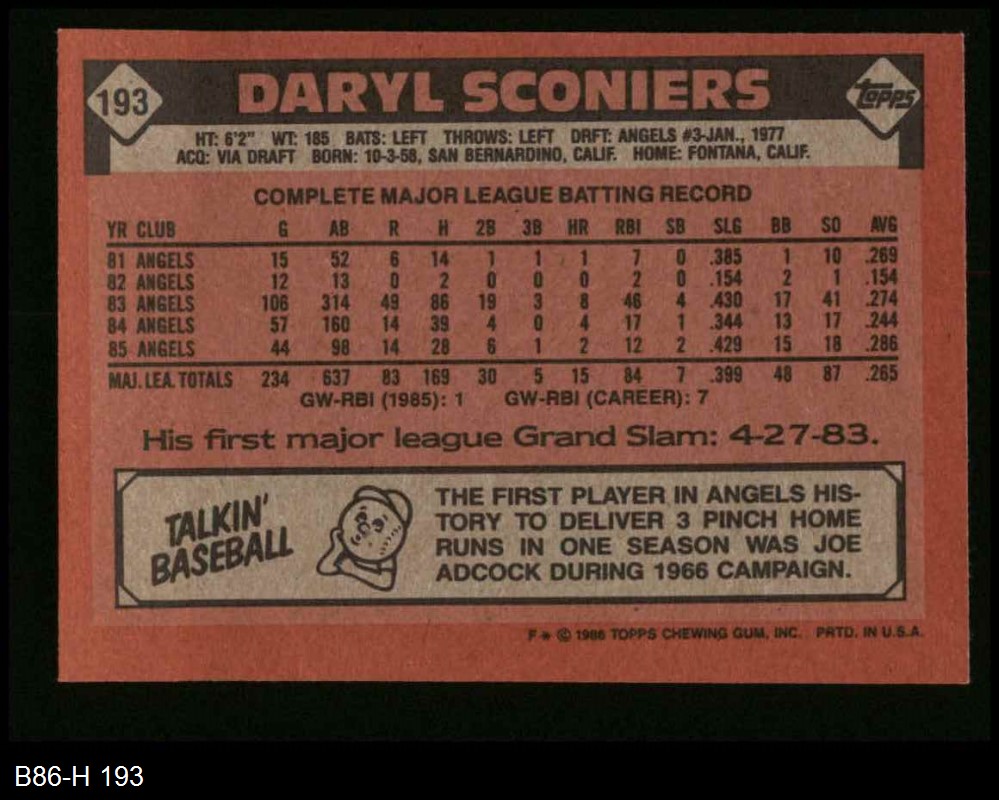 193
DARYL SCONIERS
TOPPS
HT: 6'2" WT: 185 BATS: LEFT THROWS: LEFT DRFT: ANGELS #3-JAN., 1977
ACQ: VIA DRAFT BORN: 10-3-58, SAN BERNARDINO, CALIF. HOME: FONTANA, CALIF.
COMPLETE MAJOR LEAGUE BATTING RECORD
YR CLUB G AB R H 2B 3B HR RBI SB SLG BB SO AVG
81 ANGELS 15 52 6 14 1 1 1 7 0 .385 1 10 .269
82 ANGELS 12 13 0 2 0 0 0 2 0 .154 2 1 .154
83 ANGELS 106 314 49 86 19 3 8 46 4 .430 17 41 .274
84 ANGELS 57 160 14 39 4 0 4 17 1 .344 13 17 .244
85 ANGELS 44 98 14 28 6 1 2 12 2 .429 15 18 .286
MAJ. LEA. TOTALS 234 637 83 169 30 5 15 84 7 .399 48 87 .265
GW-RBI (1985): 1 GW-RBI (CAREER): 7
His first major league Grand Slam: 4-27-83.
TALKIN'
BASEBALL
THE FIRST PLAYER IN ANGELS HIS-
TORY TO DELIVER 3 PINCH HOME
RUNS IN ONE SEASON WAS JOE
ADCOCK DURING 1966 CAMPAIGN.
F * © 1986 TOPPS CHEWING GUM, INC. PRTD. IN U.S.A.
B86-H 193